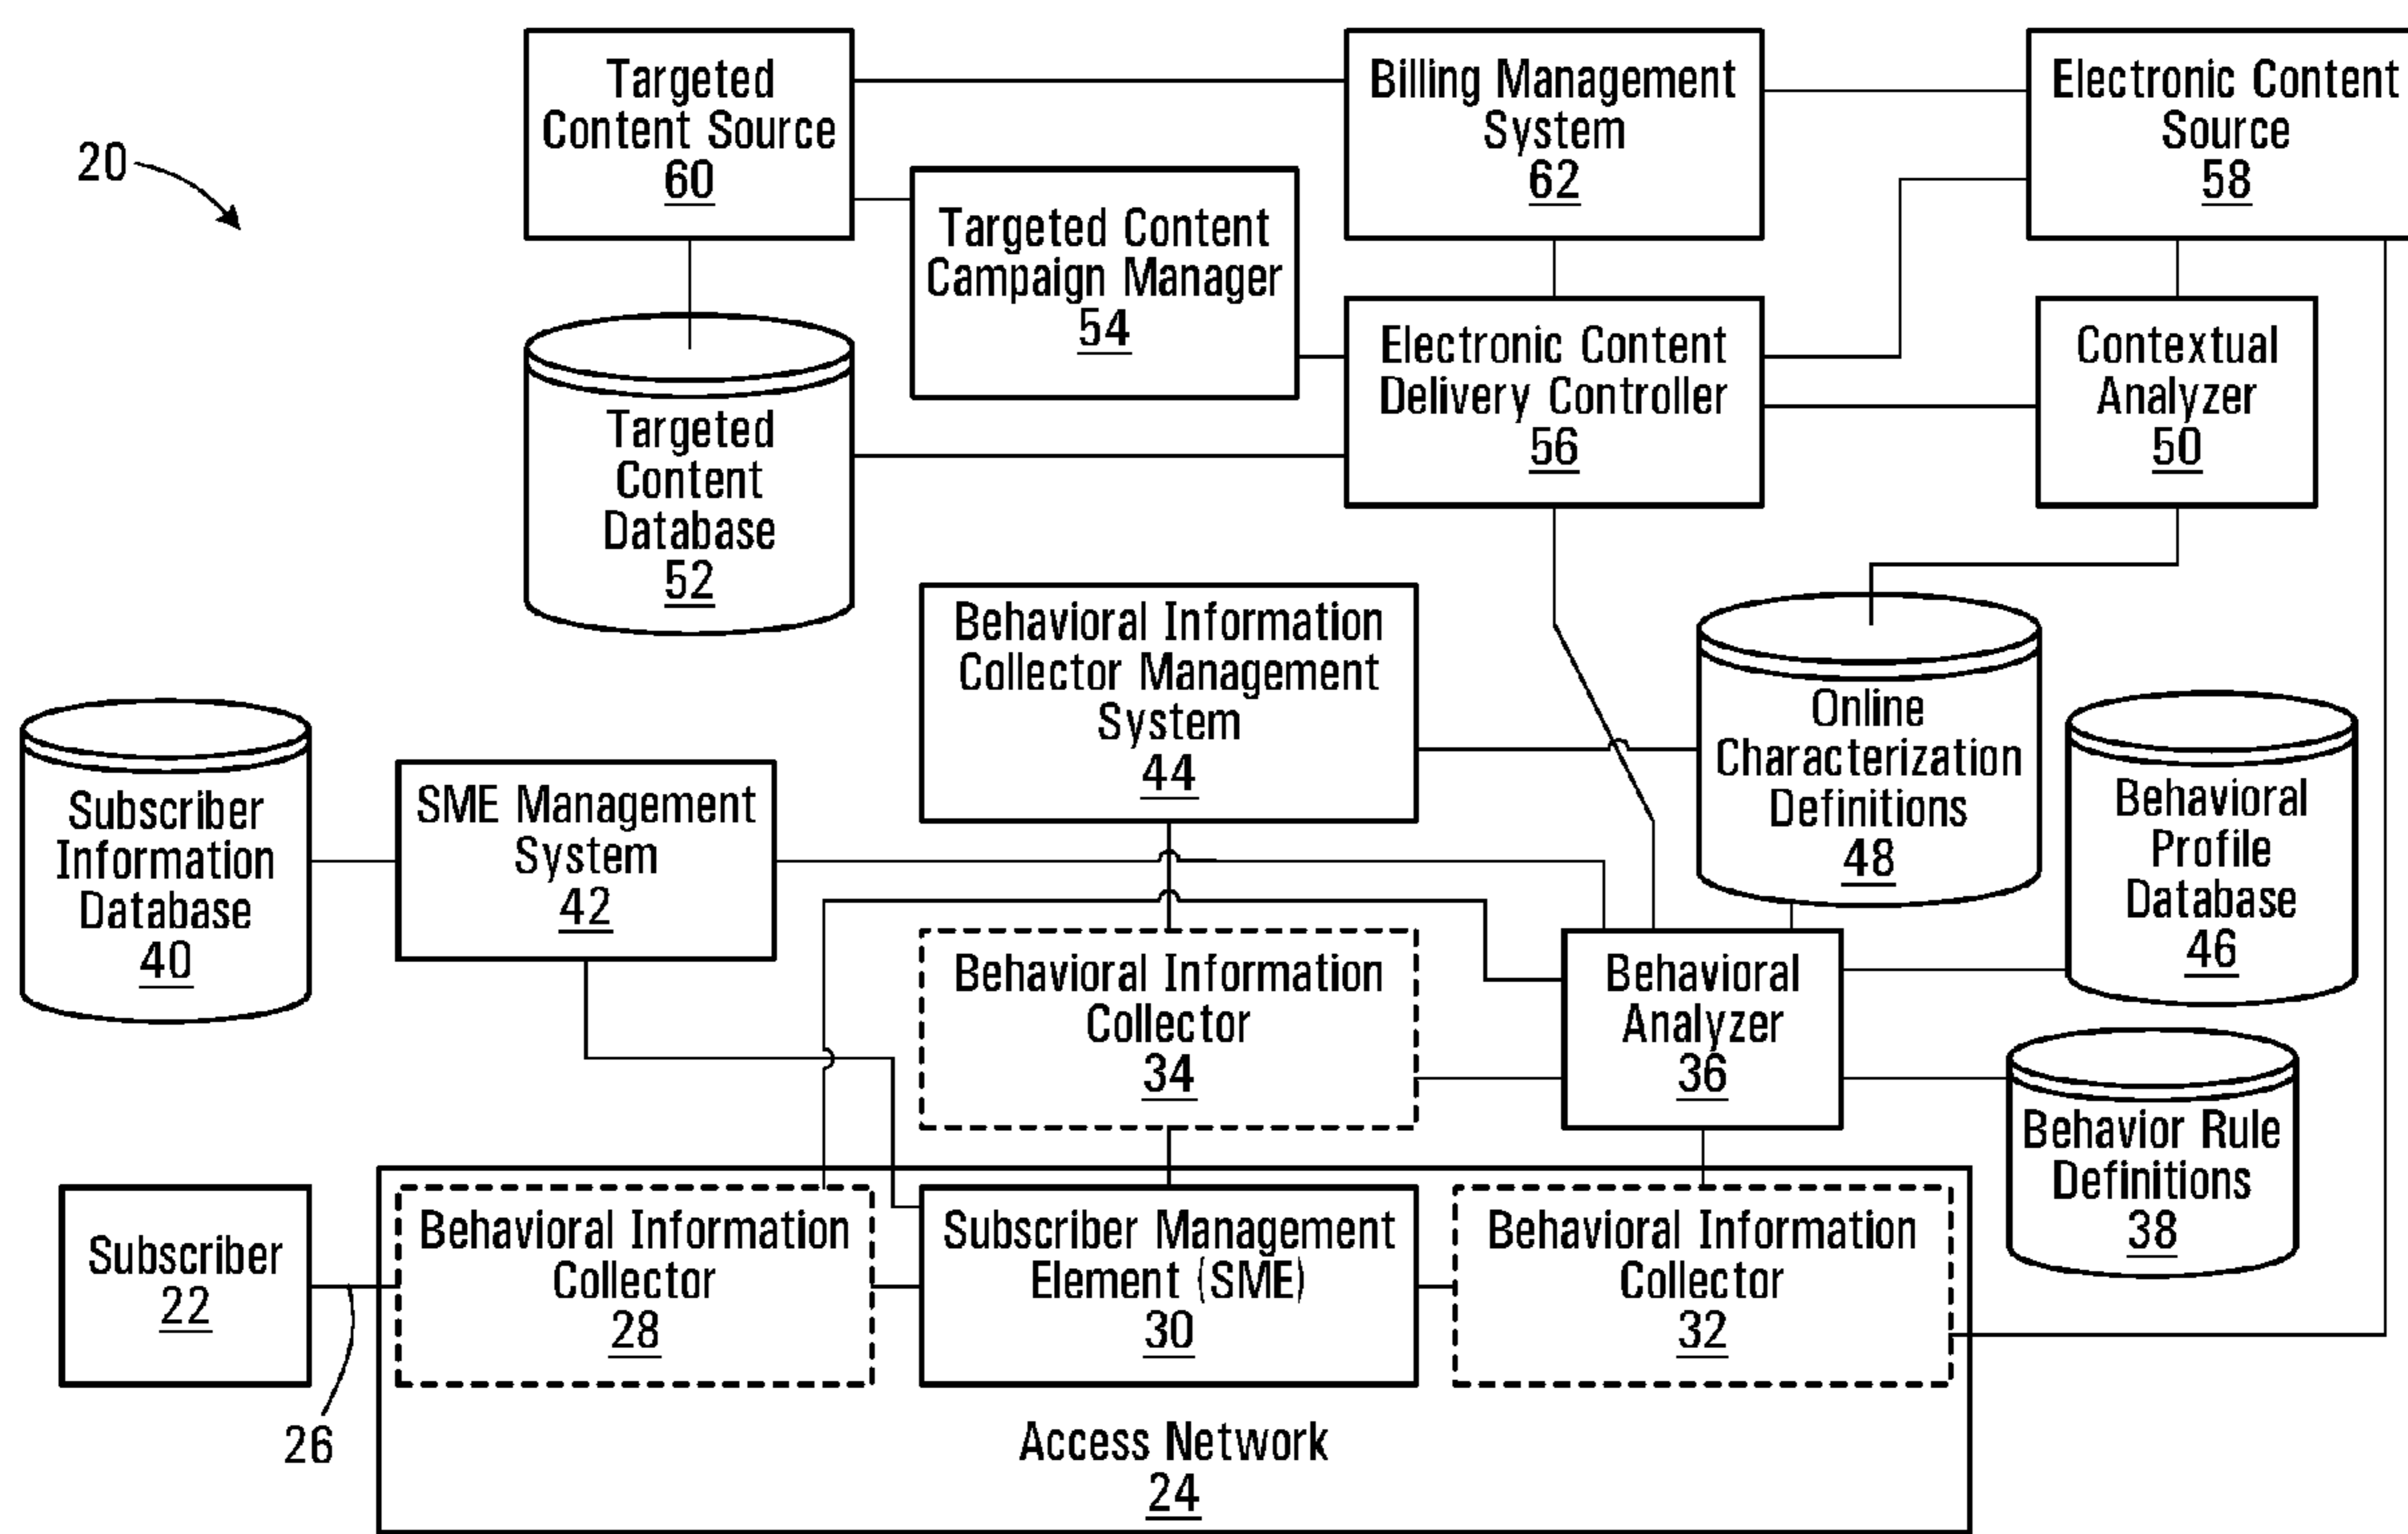 20
Targeted
Content Source
60
Billing Management
System
62
Electronic Content
Source
58
Targeted Content
Campaign Manager
54
Electronic Content
Delivery Controller
56
Contextual
Analyzer
50
Targeted
Content
Database
52
Behavioral Information
Collector Management
System
44
Online
Characterization
Definitions
48
Behavioral
Profile
Database
46
Subscriber
Information
Database
40
SME Management
System
42
Behavioral Information
Collector
34
Behavioral
Analyzer
36
Behavior Rule
Definitions
38
Subscriber
22
26
Behavioral Information
Collector
28
Subscriber Management
Element (SME)
30
Behavioral Information
Collector
32
Access Network
24